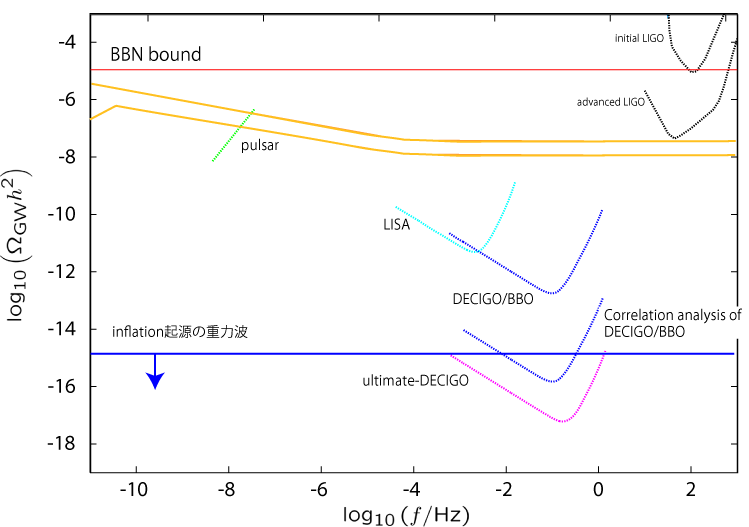 -4
-6
-8
-10
-12
-14
-16
-18
log10 (ΩGWh²)
BBN bound
initial LIGO
advanced LIGO
pulsar
LISA
DECIGO/BBO
Correlation analysis of
DECIGO/BBO
inflation起源の重力波
ultimate-DECIGO
-10
-8
-6
-4
-2
0
2
log10 (f/Hz)